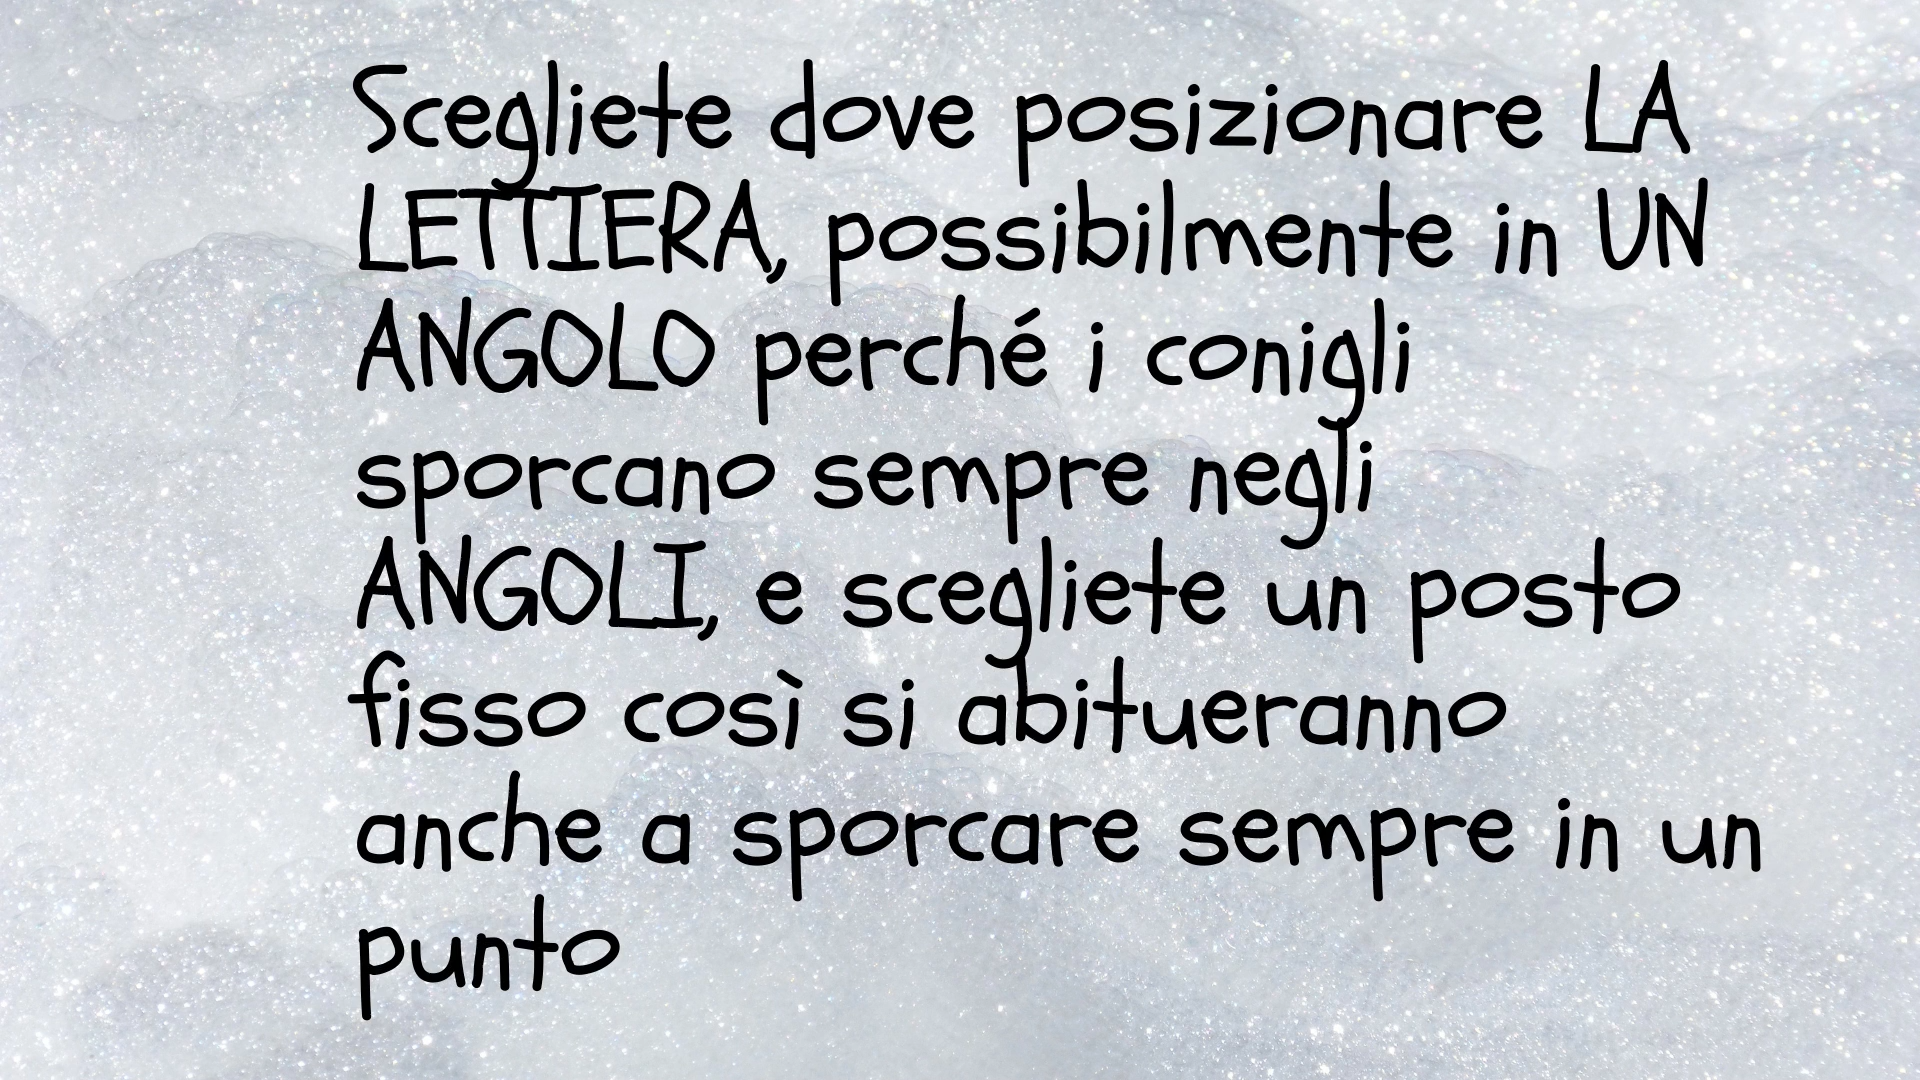 Scegliete dove posizionare LA
LETTIERA, possibilmente in UN
ANGOLO perché i conigli
sporcano sempre negli
ANGOLI, e scegliete un posto
fisso così si abitueranno
anche a sporcare sempre in un
punto